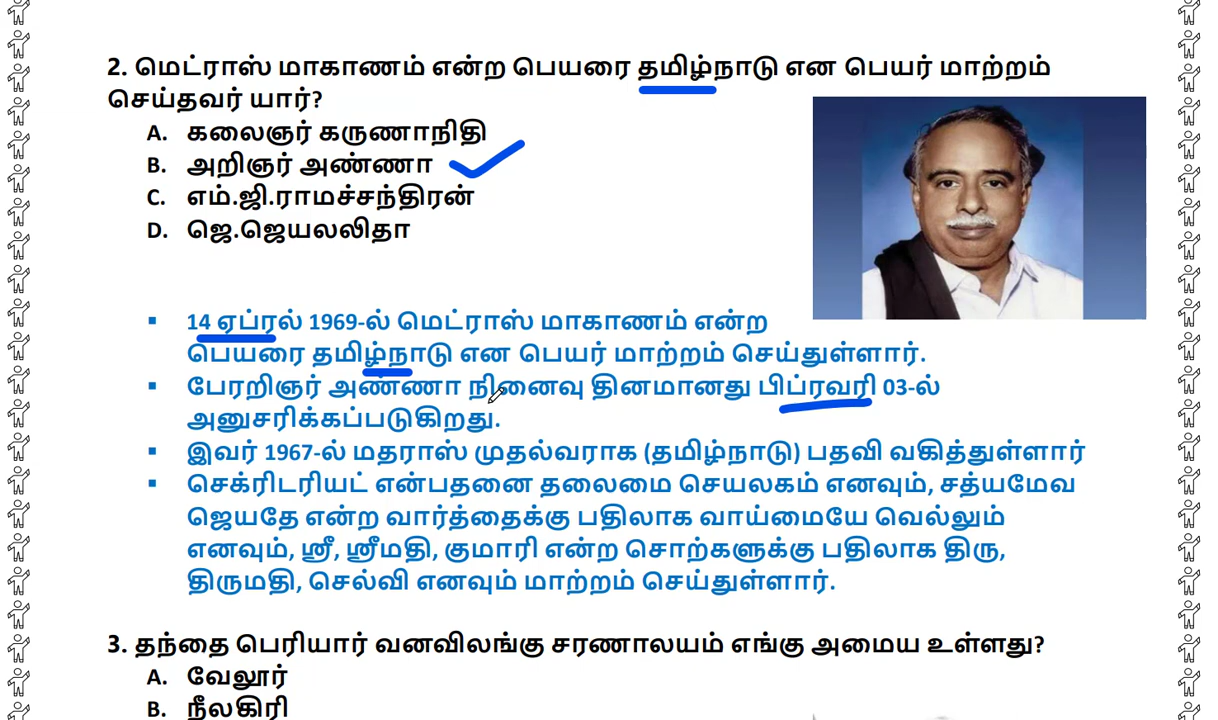 2. மெட்ராஸ் மாகாணம் என்ற பெயரை தமிழ்நாடு என பெயர் மாற்றம்
செய்தவர் யார்?
A. கலைஞர் கருணாநிதி
B. அறிஞர் அண்ணா
C. எம்.ஜி.ராமச்சந்திரன்
D. ஜெ.ஜெயலலிதா
▪ 14 ஏப்ரல் 1969-ல் மெட்ராஸ் மாகாணம் என்ற
பெயரை தமிழ்நாடு என பெயர் மாற்றம் செய்துள்ளார்.
▪ பேரறிஞர் அண்ணா நினைவு தினமானது பிப்ரவரி 03-ல்
அனுசரிக்கப்படுகிறது.
▪ இவர் 1967-ல் மதராஸ் முதல்வராக (தமிழ்நாடு) பதவி வகித்துள்ளார்
▪ செக்ரிடரியட் என்பதனை தலைமை செயலகம் எனவும், சத்யமேவ
ஜெயதே என்ற வார்த்தைக்கு பதிலாக வாய்மையே வெல்லும்
எனவும், ஸ்ரீ, ஸ்ரீமதி, குமாரி என்ற சொற்களுக்கு பதிலாக திரு,
திருமதி, செல்வி எனவும் மாற்றம் செய்துள்ளார்.
3. தந்தை பெரியார் வனவிலங்கு சரணாலயம் எங்கு அமைய உள்ளது?
A. வேலூர்
B. நீலகிரி